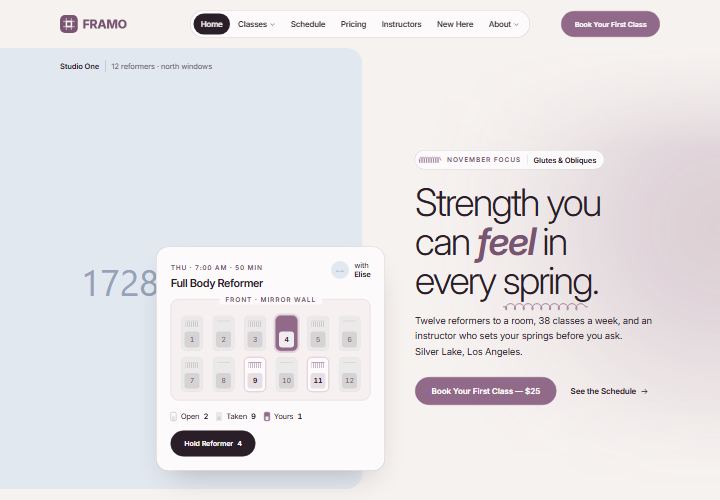 FRAMO
Home Classes Schedule Pricing Instructors New Here About
Book Your First Class
Studio One 12 reformers · north windows
NOVEMBER FOCUS Glutes & Obliques
Strength you
can feel in
every spring.
Twelve reformers to a room, 38 classes a week, and an
instructor who sets your springs before you ask.
Silver Lake, Los Angeles.
Book Your First Class — $25 See the Schedule →
1728
THU · 7:00 AM · 50 MIN
Full Body Reformer
with
Elise
FRONT · MIRROR WALL
1 2 3 4 5 6
7 8 9 9 11 12
Open 2 Taken 9 Yours 1
Hold Reformer 4